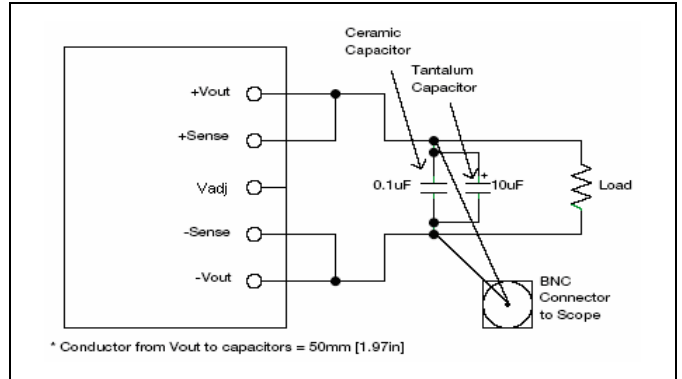 Ceramic
Capacitor
Tantalum
Capacitor
+Vout
+Sense
Vadj
-Sense
-Vout
0.1uF
+
10uF
Load
BNC
Connector
to Scope
* Conductor from Vout to capacitors = 50mm [1.97in]